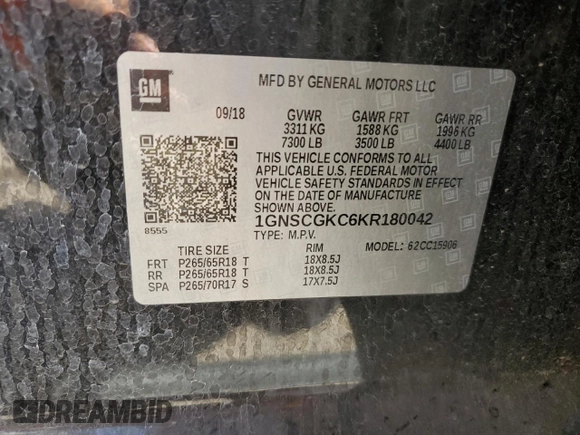 GM
MFD BY GENERAL MOTORS LLC
09/18 GVWR GAWR FRT GAWR RR
3311 KG 1588 KG 1996 KG
7300 LB 3500 LB 4400 LB
THIS VEHICLE CONFORMS TO ALL
APPLICABLE U.S. FEDERAL MOTOR
VEHICLE SAFETY STANDARDS IN EFFECT
ON THE DATE OF MANUFACTURE
SHOWN ABOVE.
8555
1GNSCGKC6KR180042
TYPE: M.P.V. MODEL: 62CC15906
TIRE SIZE RIM
FRT P265/65R18 T 18X8.5J
RR P265/65R18 T 18X8.5J
SPA P265/70R17 S 17X7.5J
DREAMBID